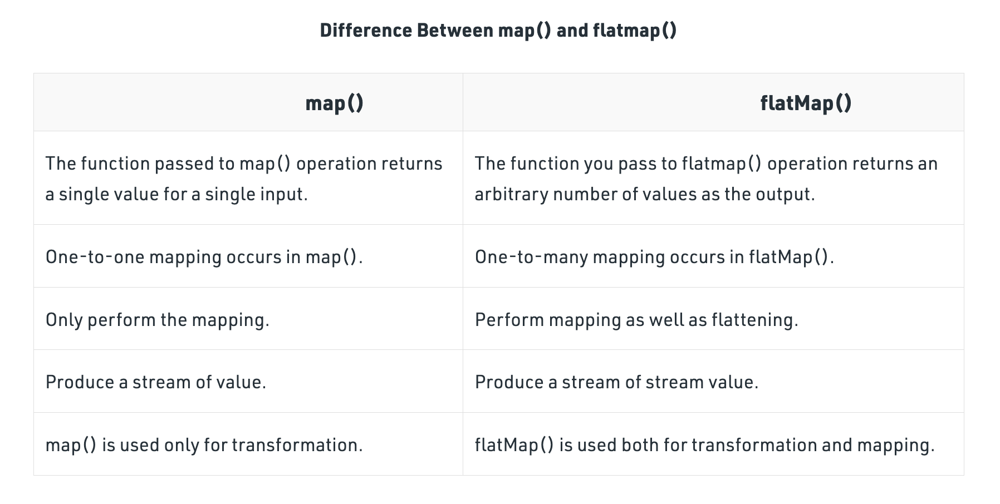 Difference Between map() and flatmap()
map()
flatMap()
The function passed to map() operation returns
a single value for a single input.
The function you pass to flatmap() operation returns an
arbitrary number of values as the output.
One-to-one mapping occurs in map().
One-to-many mapping occurs in flatMap().
Only perform the mapping.
Perform mapping as well as flattening.
Produce a stream of value.
Produce a stream of stream value.
map() is used only for transformation.
flatMap() is used both for transformation and mapping.